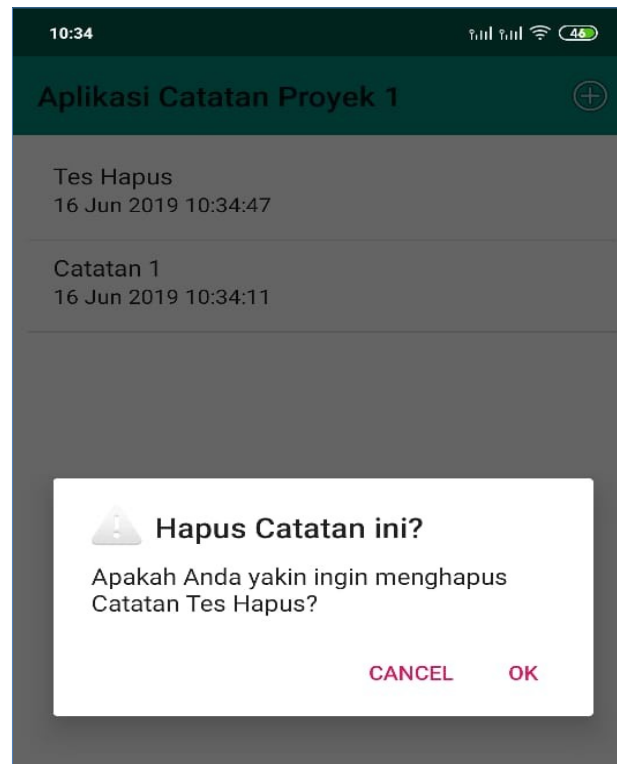 10:34
46
Aplikasi Catatan Proyek 1
Tes Hapus
16 Jun 2019 10:34:47
Catatan 1
16 Jun 2019 10:34:11
Hapus Catatan ini?
Apakah Anda yakin ingin menghapus
Catatan Tes Hapus?
CANCEL OK